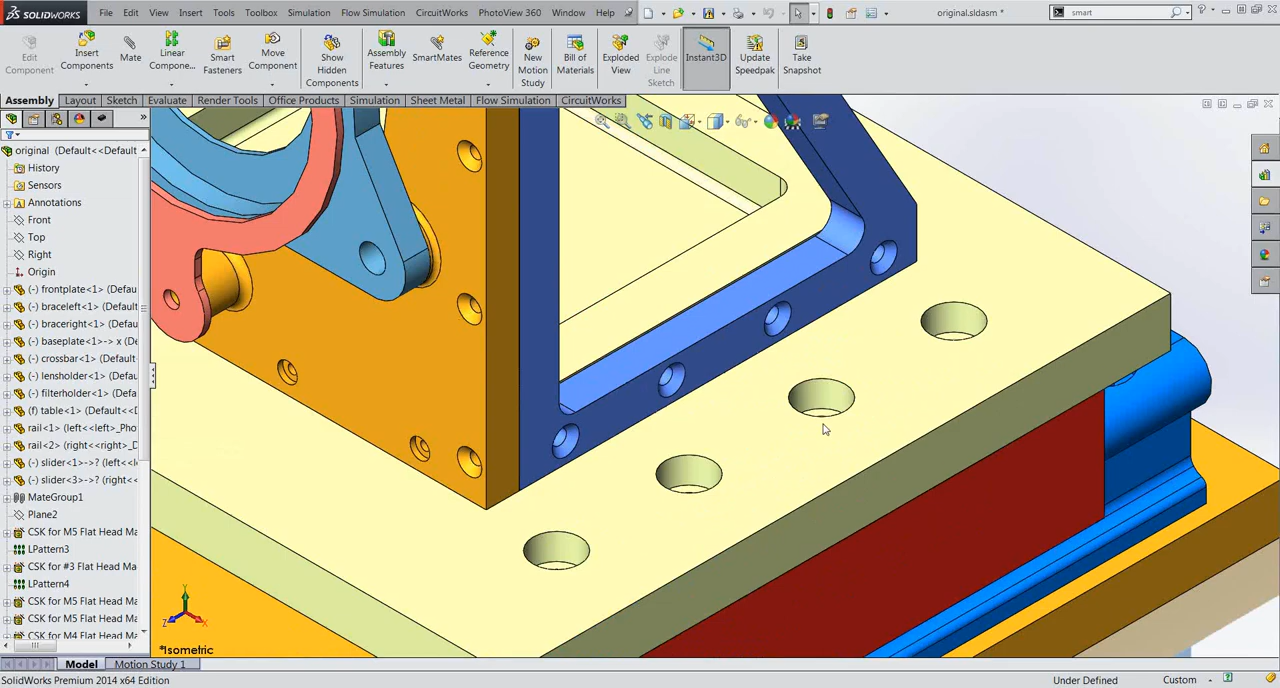 SOLIDWORKS File Edit View Insert Tools Toolbox Simulation Flow Simulation CircuitWorks PhotoView 360 Window Help original.sldasm * smart
Edit Component
Insert Components
Mate
Linear Compone...
Smart Fasteners
Move Component
Show Hidden Components
Assembly Features
SmartMates
Reference Geometry
New Motion Study
Bill of Materials
Exploded View
Explode Line Sketch
Instant3D
Update Speedpak
Take Snapshot
Assembly Layout Sketch Evaluate Render Tools Office Products Simulation Sheet Metal Flow Simulation CircuitWorks
original (Default<<Default
History
Sensors
Annotations
Front
Top
Right
Origin
(-) frontplate<1> (Defau
(-) braceleft<1> (Default
(-) braceright<1> (Defau
(-) baseplate<1>-> x (De
(-) crossbar<1> (Default
(-) lensholder<1> (Defau
(-) filterholder<1> (Defa
(f) table<1> (Default<<D
rail<1> (left<<left>_Pho
rail<2> (right<<right>_D
(-) slider<1>->? (left<<le
(-) slider<3>->? (right<<
MateGroup1
Plane2
CSK for M5 Flat Head Ma
LPattern3
CSK for #3 Flat Head Ma
LPattern4
CSK for M5 Flat Head Ma
CSK for M5 Flat Head Ma
CSK for M4 Flat Head Ma
Y
Z
X
*Isometric
Model Motion Study 1
SolidWorks Premium 2014 x64 Edition Under Defined Custom